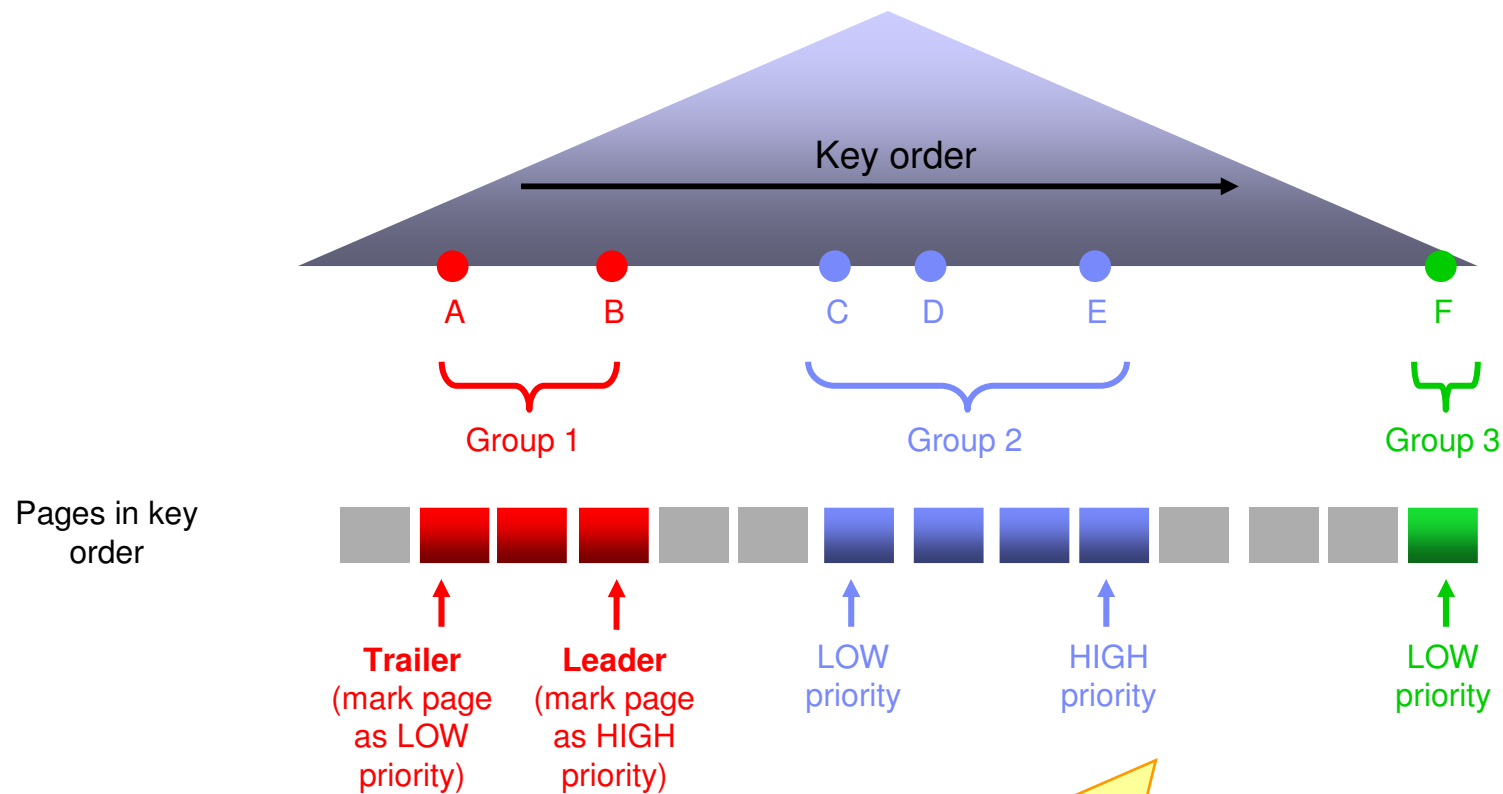 Key order
A
B
C
D
E
F
Group 1
Group 2
Group 3
Pages in key
order
Trailer
(mark page
as LOW
priority)
Leader
(mark page
as HIGH
priority)
LOW
priority
HIGH
priority
LOW
priority